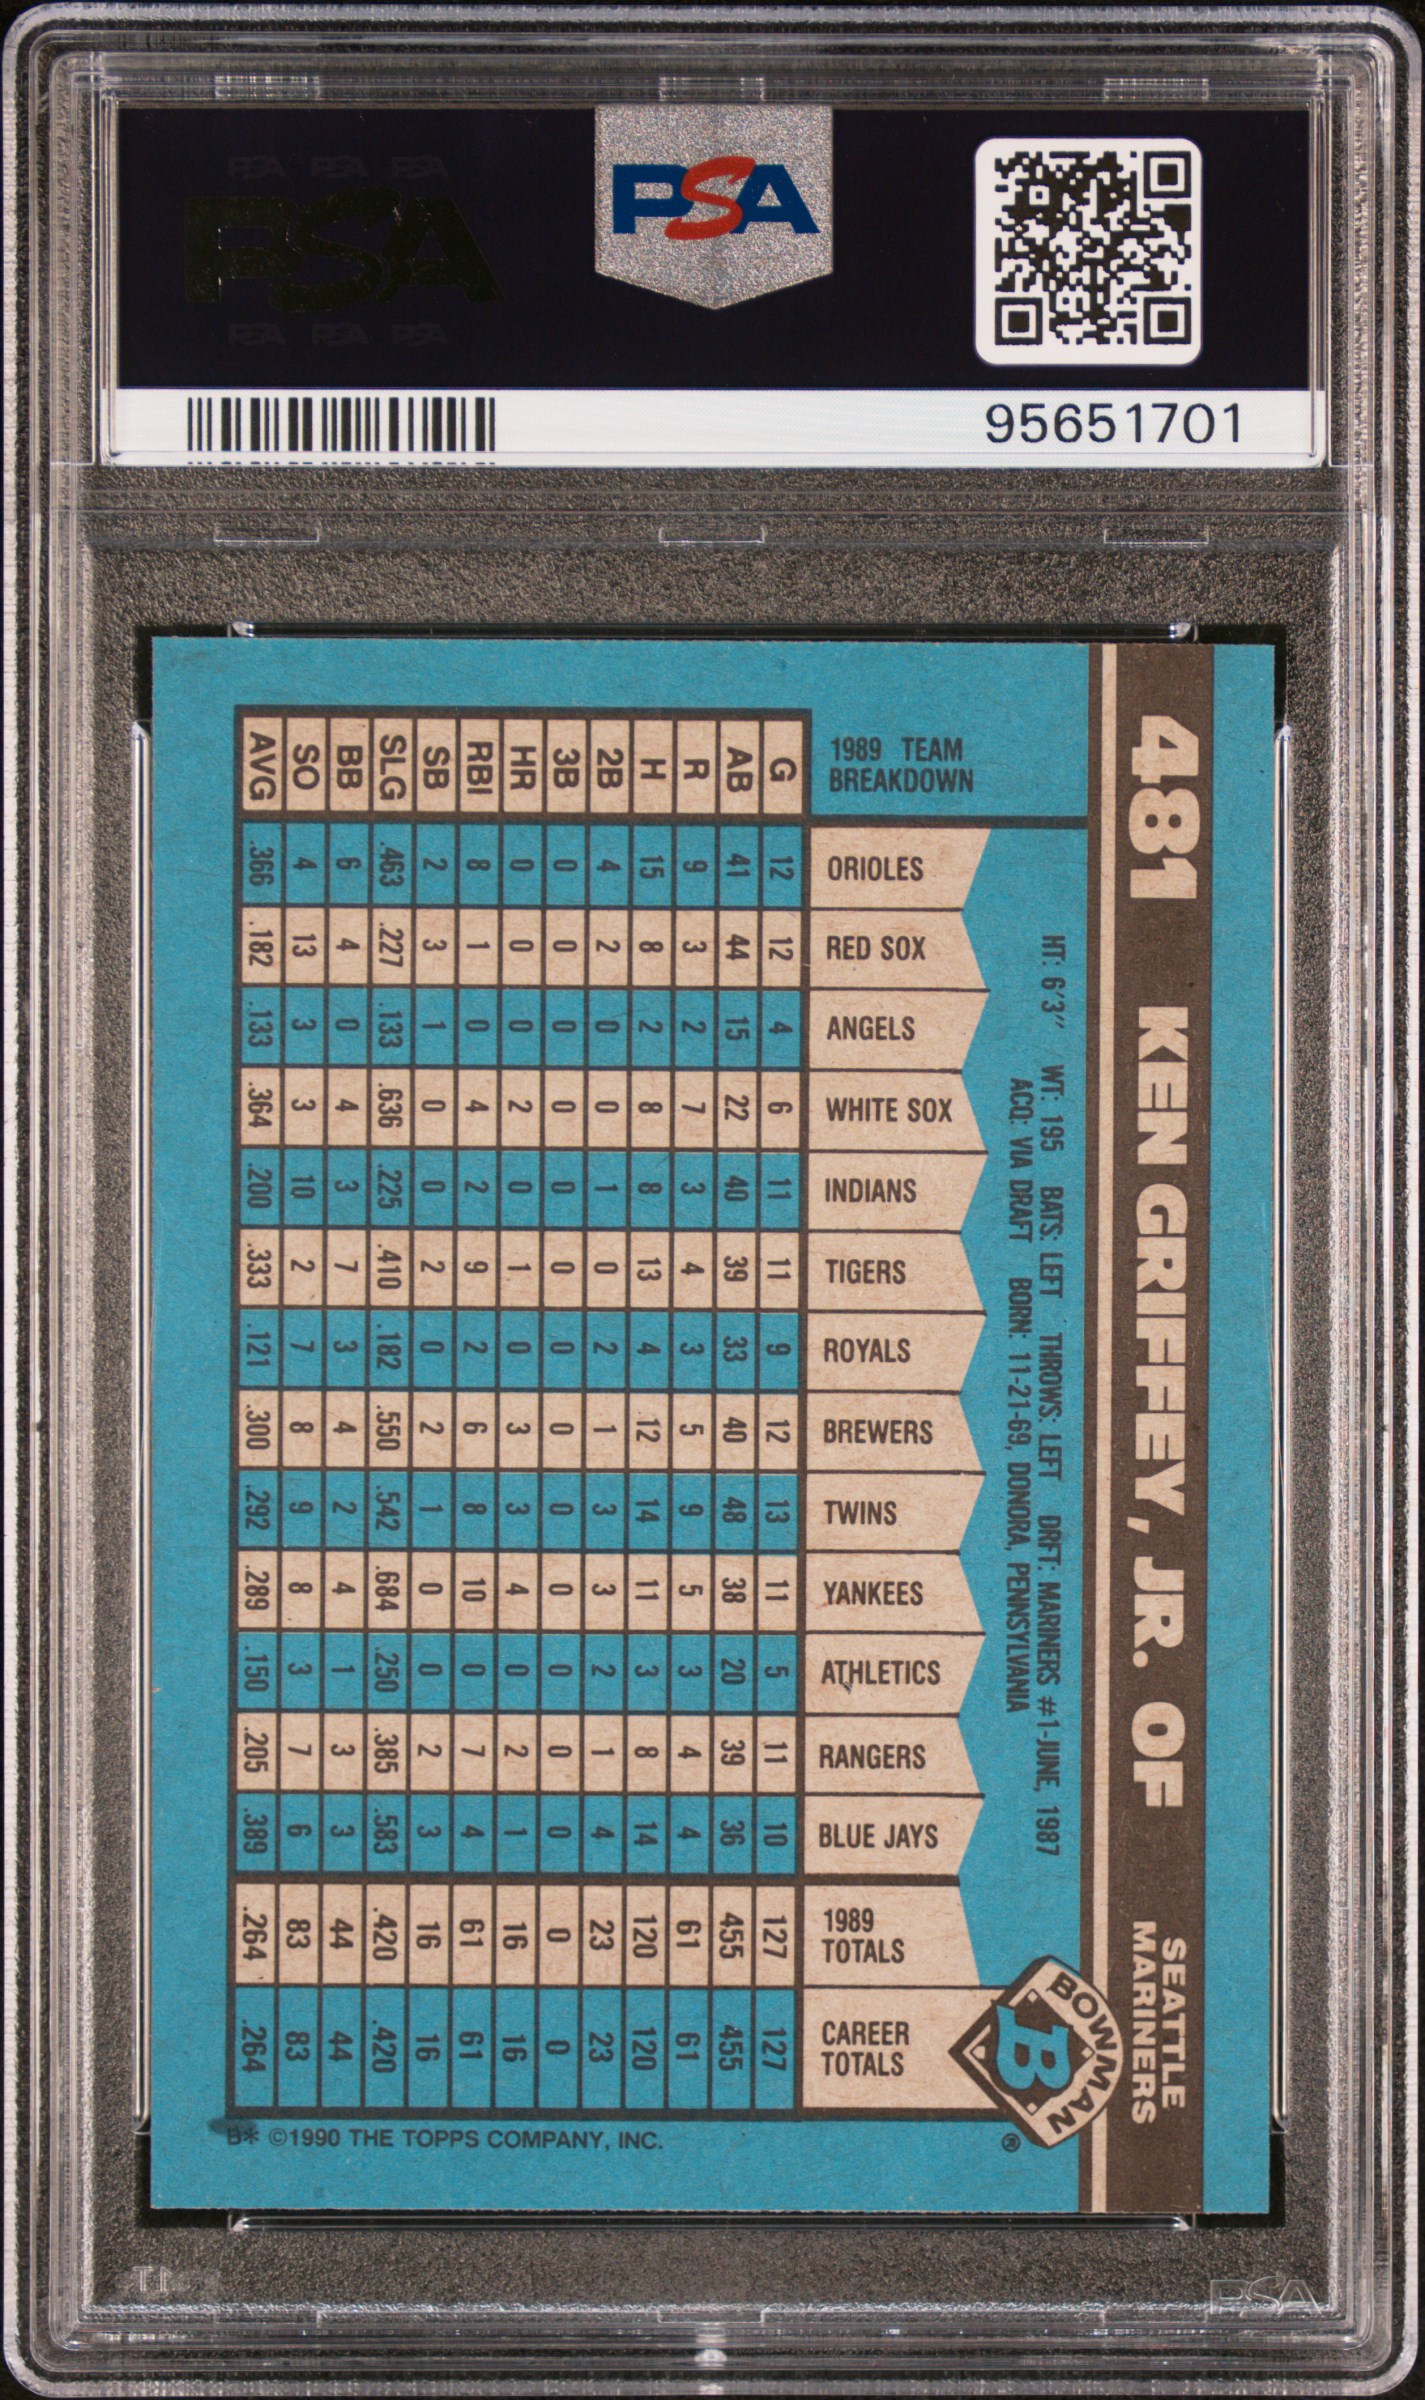 PSA PSA PSA
PSA
PSA PSA PSA
PSA
95651701
481 KEN GRIFFEY, JR. OF SEATTLE MARINERS
HT: 6'3" WT: 195 BATS: LEFT THROWS: LEFT DRFT: MARINERS #1-JUNE, 1987
ACQ: VIA DRAFT BORN: 11-21-69, DONORA, PENNSYLVANIA
BOWMAN
B
®
1989 TEAM BREAKDOWN G AB R H 2B 3B HR RBI SB SLG BB SO AVG
ORIOLES 12 41 9 15 4 0 0 8 2 .463 6 4 .366
RED SOX 12 44 3 8 2 0 0 1 3 .227 4 13 .182
ANGELS 4 15 2 2 0 0 0 0 1 .133 0 3 .133
WHITE SOX 6 22 7 8 0 0 2 4 0 .636 4 3 .364
INDIANS 11 40 3 8 1 0 0 2 0 .225 3 10 .200
TIGERS 11 39 4 13 0 0 1 9 2 .410 7 2 .333
ROYALS 9 33 3 4 2 0 0 2 0 .182 3 7 .121
BREWERS 12 40 5 12 1 0 3 6 2 .550 4 8 .300
TWINS 13 48 9 14 3 0 3 8 1 .542 2 9 .292
YANKEES 11 38 5 11 3 0 4 10 0 .684 4 8 .289
ATHLETICS 5 20 3 3 2 0 0 0 0 .250 1 3 .150
RANGERS 11 39 4 8 1 0 2 7 2 .385 3 7 .205
BLUE JAYS 10 36 4 14 4 0 1 4 3 .583 3 6 .389
1989 TOTALS 127 455 61 120 23 0 16 61 16 .420 44 83 .264
CAREER TOTALS 127 455 61 120 23 0 16 61 16 .420 44 83 .264
B* ©1990 THE TOPPS COMPANY, INC.
PSA